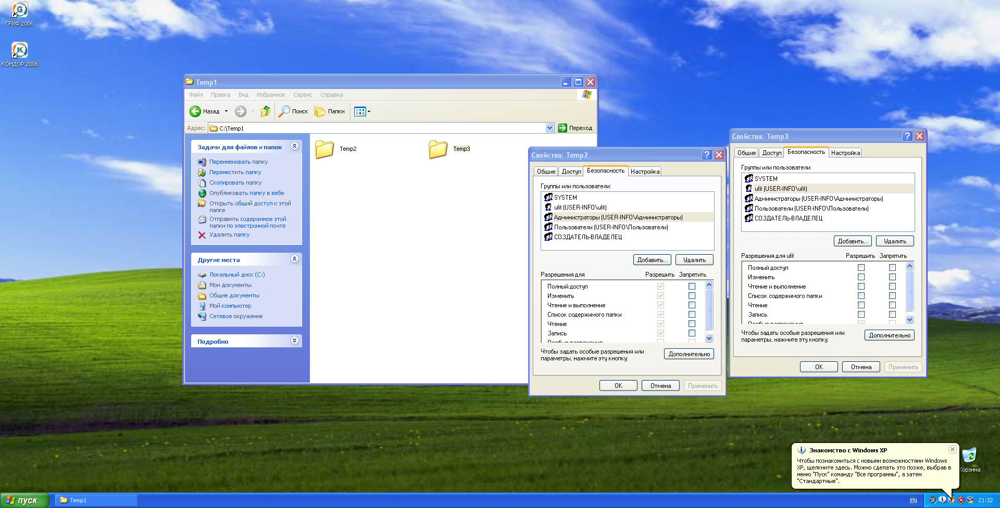 ГРИФ 2006
КОНДОР 2006
Temp1
Файл Правка Вид Избранное Сервис Справка
Назад Поиск Папки
Адрес: C:\Temp1 Переход
Задачи для файлов и папок
Переименовать папку
Переместить папку
Скопировать папку
Опубликовать папку в вебе
Открыть общий доступ к этой
папке
Отправить содержимое этой
папки по электронной почте
Удалить папку
Другие места
Локальный диск (C:)
Мои документы
Общие документы
Мой компьютер
Сетевое окружение
Подробно
Temp2 Temp3
Свойства: Temp2
Общие Доступ Безопасность Настройка
Группы или пользователи:
SYSTEM
ufit (USER-INFO\ufit)
Администраторы (USER-INFO\Администраторы)
Пользователи (USER-INFO\Пользователи)
СОЗДАТЕЛЬ-ВЛАДЕЛЕЦ
Добавить... Удалить
Разрешения для Разрешить Запретить
Полный доступ
Изменить
Чтение и выполнение
Список содержимого папки
Чтение
Запись
Особые разрешения
Чтобы задать особые разрешения или
параметры, нажмите эту кнопку:
Дополнительно
OK Отмена Применить
Свойства: Temp3
Общие Доступ Безопасность Настройка
Группы или пользователи:
SYSTEM
ufit (USER-INFO\ufit)
Администраторы (USER-INFO\Администраторы)
Пользователи (USER-INFO\Пользователи)
СОЗДАТЕЛЬ-ВЛАДЕЛЕЦ
Добавить... Удалить
Разрешения для ufit Разрешить Запретить
Полный доступ
Изменить
Чтение и выполнение
Список содержимого папки
Чтение
Запись
Особые разрешения
Чтобы задать особые разрешения или
параметры, нажмите эту кнопку:
Дополнительно
OK Отмена Применить
Знакомство с Windows XP
Чтобы познакомиться с новыми возможностями Windows
XP, щелкните здесь. Можно сделать это позже, выбрав в
меню "Пуск" команду "Все программы", а затем
"Стандартные".
Корзина
пуск Temp1 EN 21:32